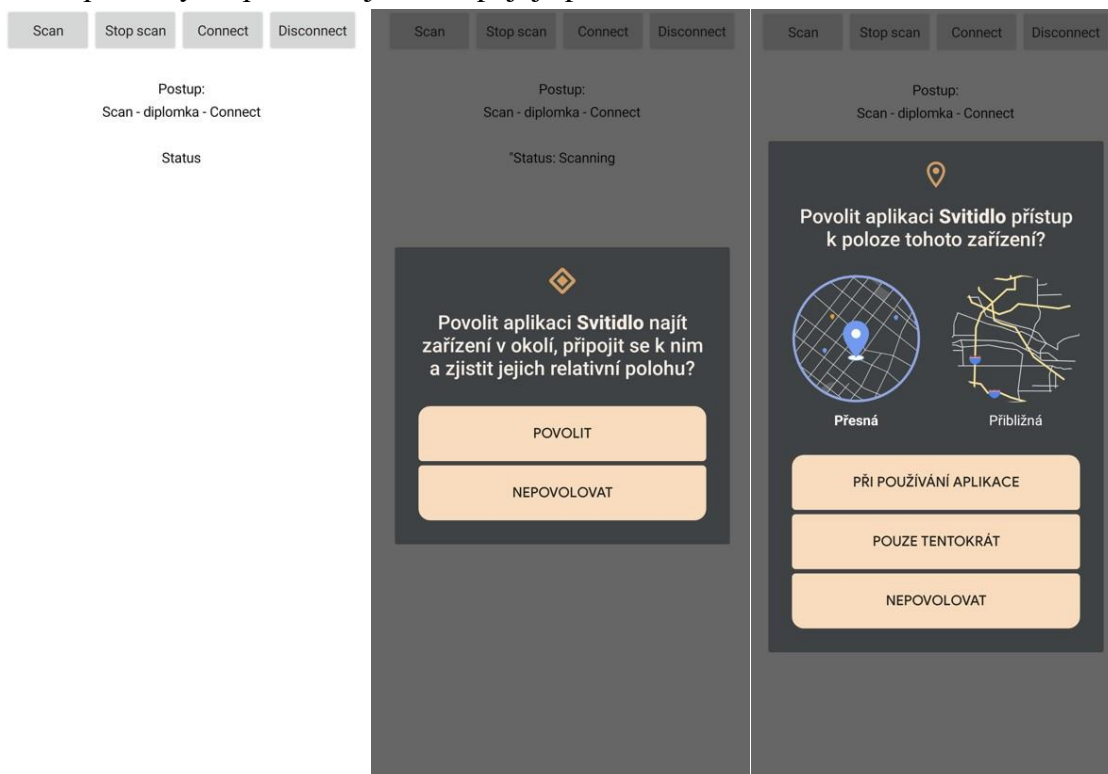 Scan
Stop scan
Connect
Disconnect
Postup:
Scan - diplomka - Connect
Status
Scan
Stop scan
Connect
Disconnect
Postup:
Scan - diplomka - Connect
"Status: Scanning
Povolit aplikaci Svitidlo najít
zařízení v okolí, připojit se k nim
a zjistit jejich relativní polohu?
POVOLIT
NEPOVOLOVAT
Scan
Stop scan
Connect
Disconnect
Postup:
Scan - diplomka - Connect
Povolit aplikaci Svitidlo přístup
k poloze tohoto zařízení?
Přesná
Přibližná
PŘI POUŽÍVÁNÍ APLIKACE
POUZE TENTOKRÁT
NEPOVOLOVAT